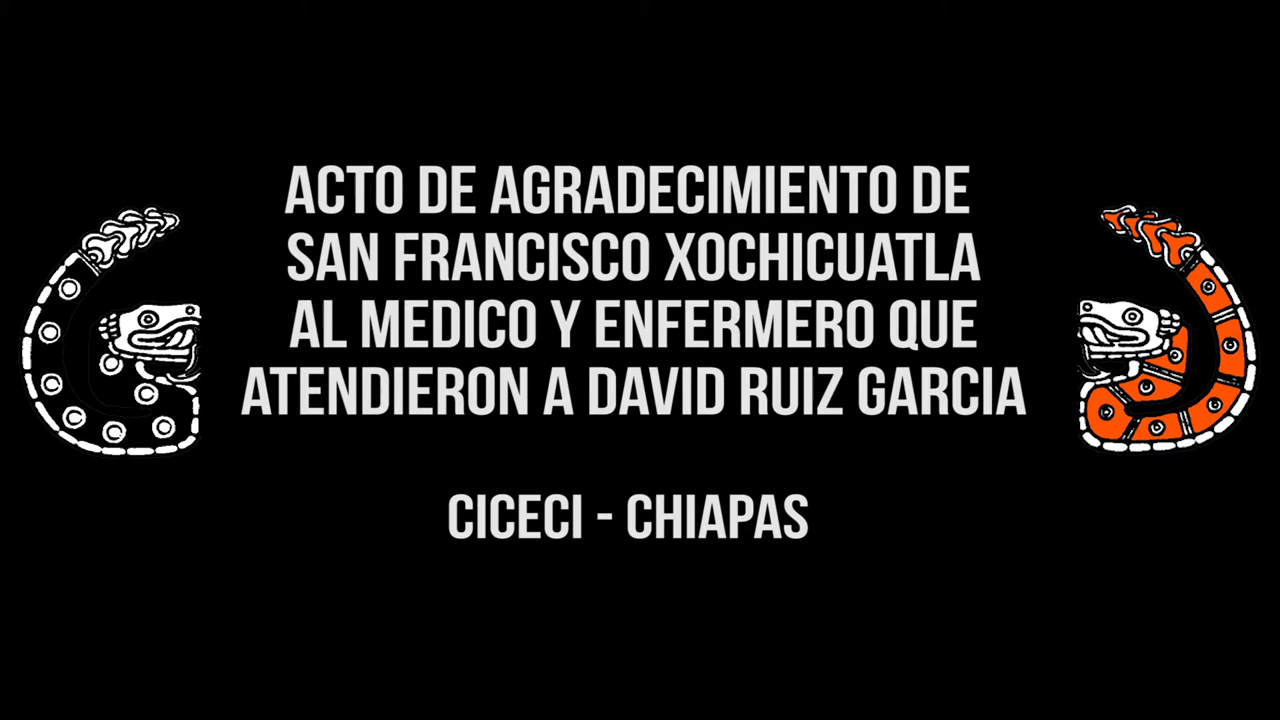 ACTO DE AGRADECIMIENTO DE
SAN FRANCISCO XOCHICUATLA
AL MEDICO Y ENFERMERO QUE
ATENDIERON A DAVID RUIZ GARCIA
CICECI - CHIAPAS